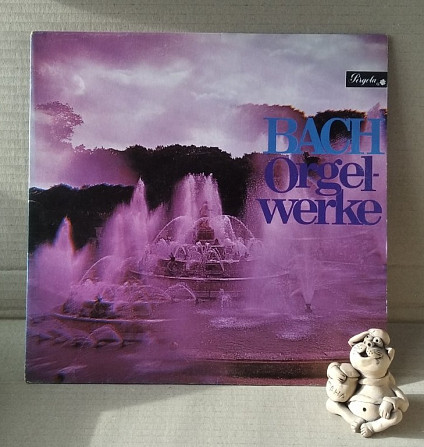 Pergola
BACH
Orgel-
werke